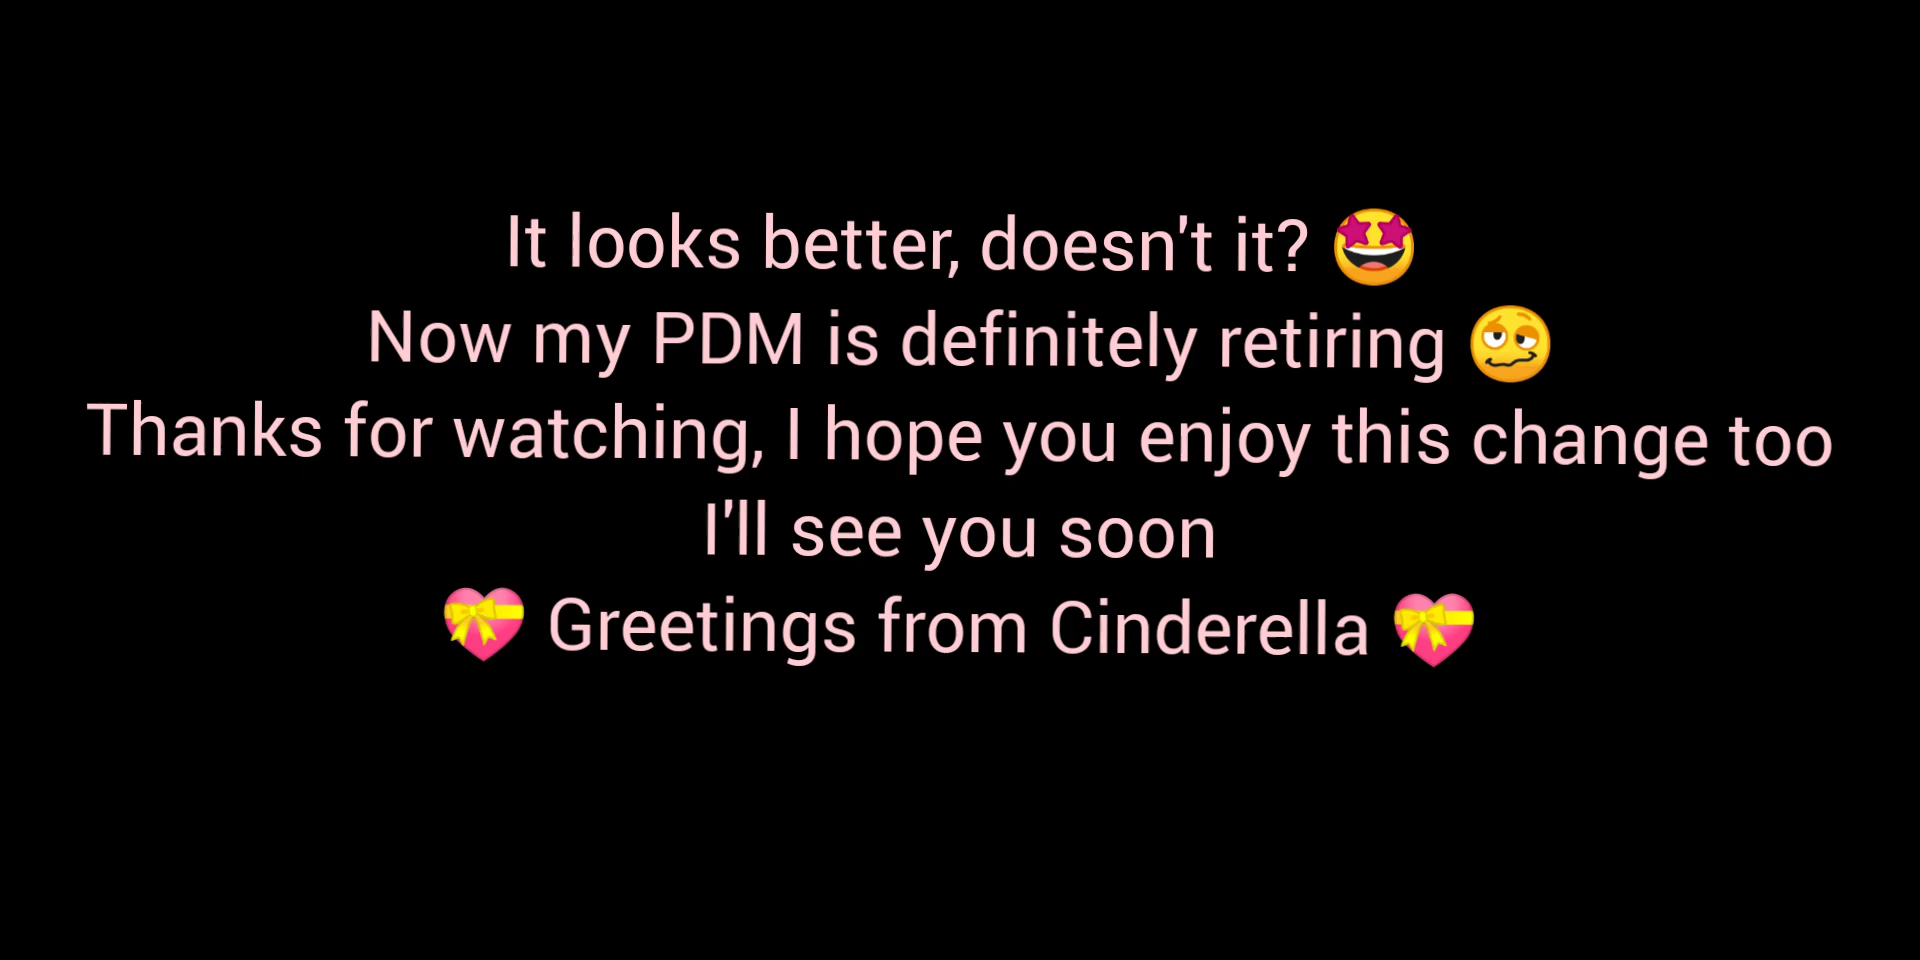 It looks better, doesn't it? 🤩
Now my PDM is definitely retiring 🥴
Thanks for watching, I hope you enjoy this change too
I'll see you soon
💝 Greetings from Cinderella 💝